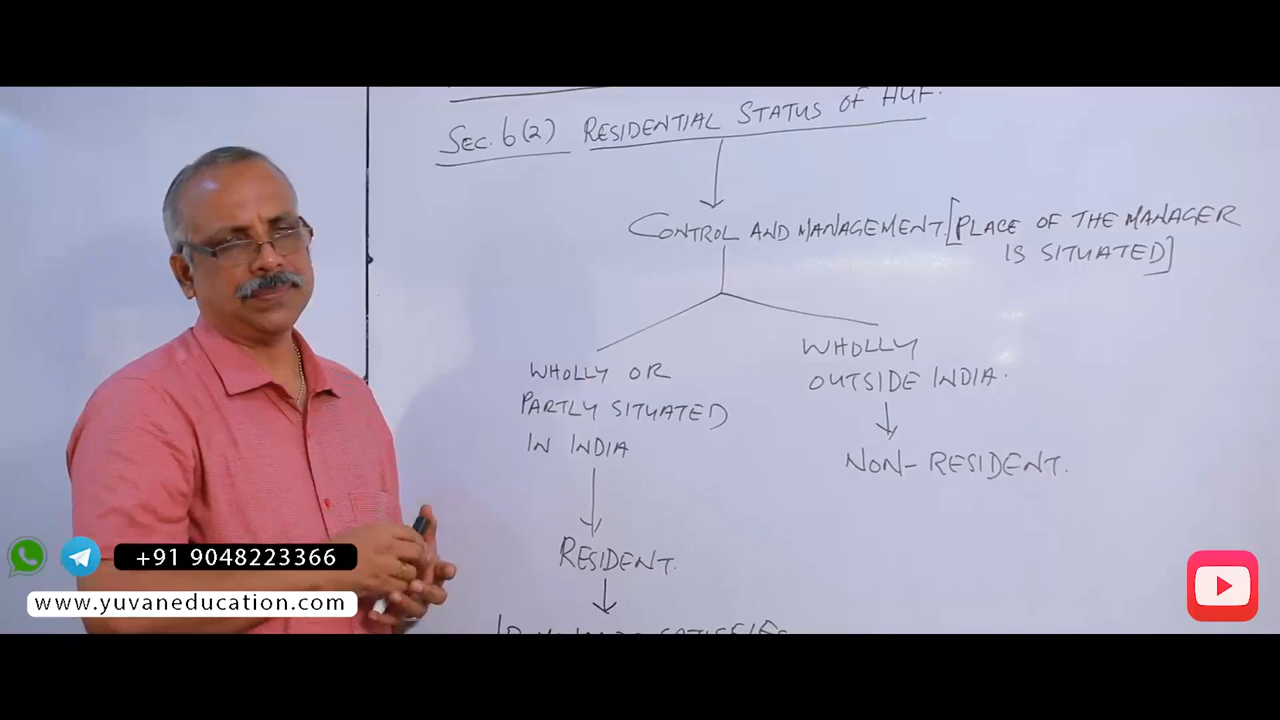 SEC. 6(2) RESIDENTIAL STATUS OF HUF.
CONTROL AND MANAGEMENT. [PLACE OF THE MANAGER
IS SITUATED]
WHOLLY OR
PARTLY SITUATED
IN INDIA
WHOLLY
OUTSIDE INDIA.
NON-RESIDENT.
RESIDENT.
+91 9048223366
www.yuvaneducation.com